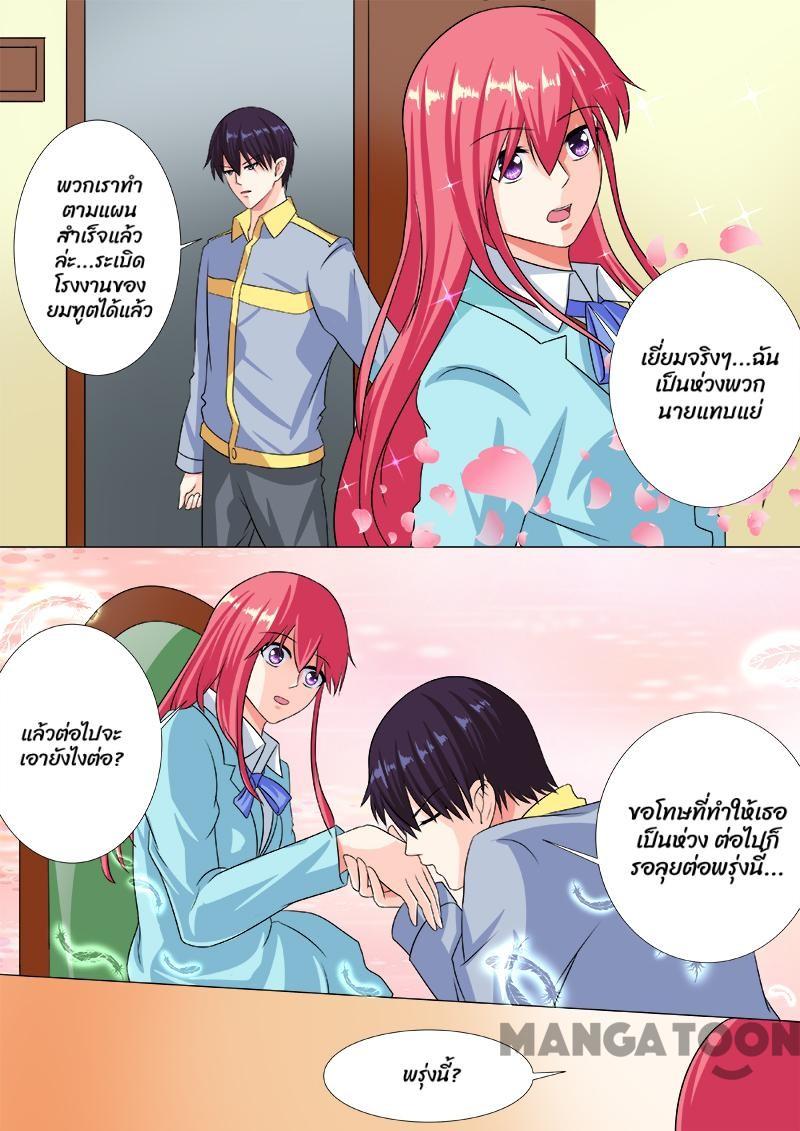 พวกเราทำ
ตามแผน
สำเร็จแล้ว
ล่ะ...ระเบิด
โรงงานของ
ยมฑูตได้แล้ว
เยี่ยมจริงๆ...ฉัน
เป็นห่วงพวก
นายแทบแย่
แล้วต่อไปจะ
เอายังไงต่อ?
ขอโทษที่ทำให้เธอ
เป็นห่วง ต่อไปก็
รอลุยต่อพรุ่งนี้...
MANGATOON
พรุ่งนี้?